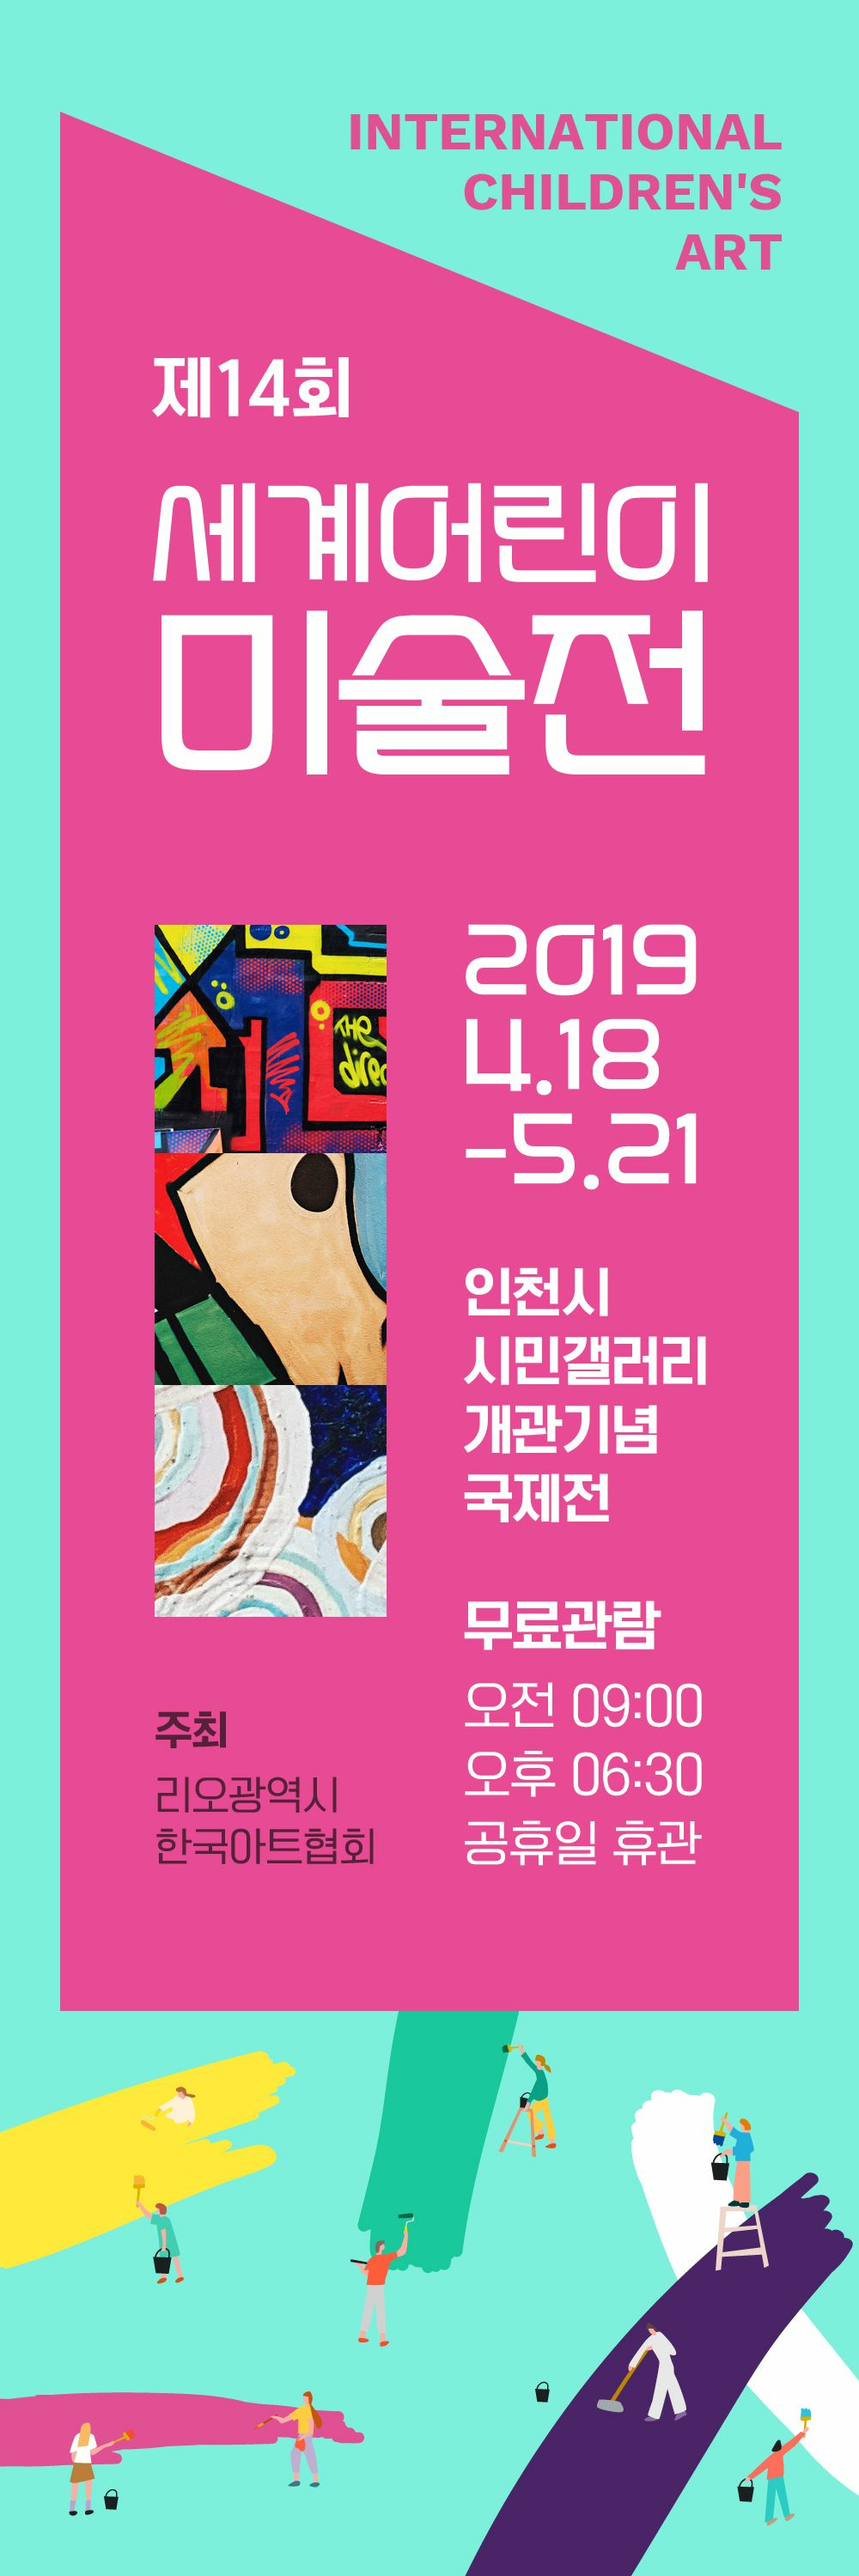 INTERNATIONAL
CHILDREN'S
ART
제14회
세계어린이
미술전
THE
direc
2019
4.18
-5.21
인천시
시민갤러리
개관기념
국제전
무료관람
오전 09:00
오후 06:30
공휴일 휴관
주최
리오광역시
한국아트협회